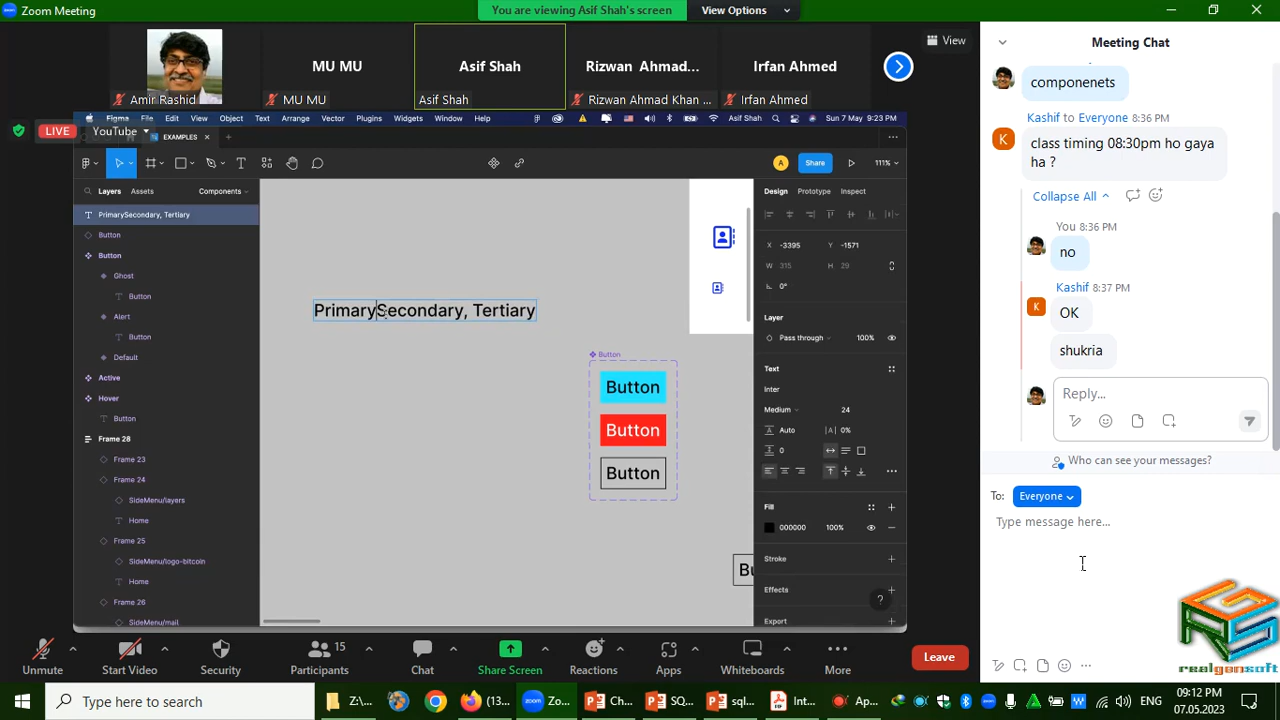 Zoom Meeting
You are viewing Asif Shah's screen
View Options
Amir Rashid
MU MU
MU MU
Asif Shah
Asif Shah
Rizwan Ahmad...
Rizwan Ahmad Khan ...
Irfan Ahmed
Irfan Ahmed
View
Figma File Edit View Object Text Arrange Vector Plugins Widget Window Help
Asif Shah Sun 7 May 9:23 PM
LIVE YouTube
EXAMPLES
Share
111%
Layers Assets Components
PrimarySecondary, Tertiary
Button
Button
Ghost
Button
Alert
Button
Default
Active
Hover
Button
Frame 28
Frame 23
Frame 24
SideMenu/layers
Home
Frame 25
SideMenu/logo-bitcoin
Home
Frame 26
SideMenu/mail
PrimarySecondary, Tertiary
Button
Button
Button
Button
Bu
Design Prototype Inspect
X -3395 Y -1571
W 315 H 29
0°
Layer
Pass through 100%
Text
Inter
Medium 24
Auto |A| 0%
0
Fill
000000 100%
Stroke
Effects
Export
?
Meeting Chat
componenets
Kashif to Everyone 8:36 PM
K
class timing 08:30pm ho gaya
ha ?
Collapse All
You 8:36 PM
no
Kashif 8:37 PM
K
OK
shukria
Reply...
Who can see your messages?
To: Everyone
Type message here...
realgensoft
Unmute
Start Video
Security
15
Participants
Chat
Share Screen
Reactions
Apps
Whiteboards
More
Leave
Type here to search
Z:\
(13...
Zo...
Ch...
SQ...
sql...
Int...
Ap...
ENG
09:12 PM
07.05.2023